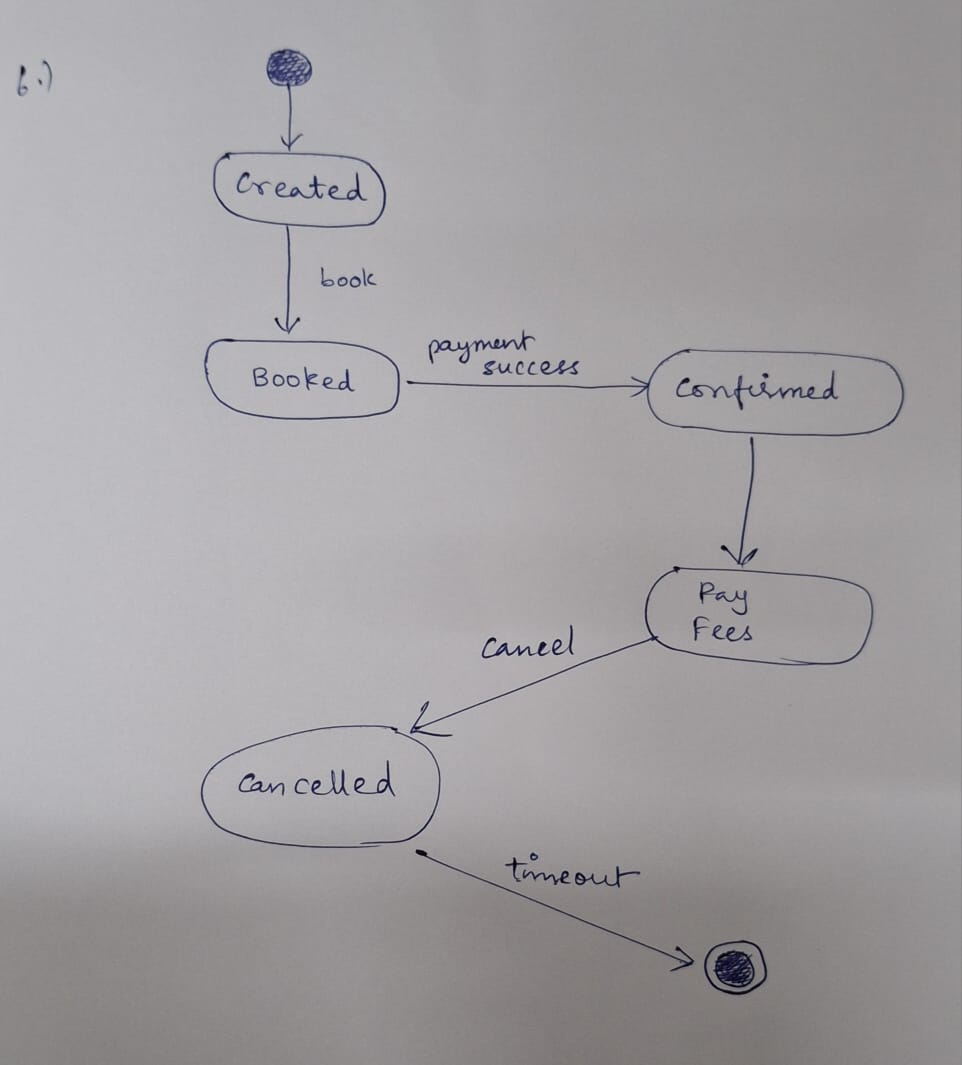 6.)
Created
book
payment
success
Booked
Confirmed
Pay
Fees
cancel
Cancelled
timeout